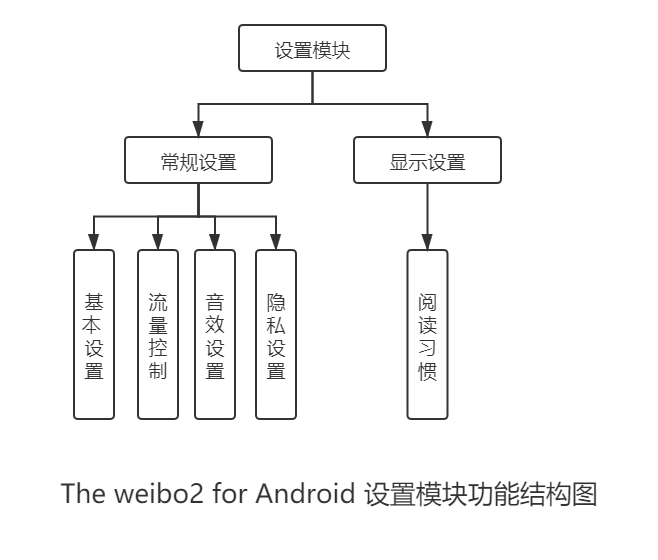 设置模块
常规设置
显示设置
基本设置
流量控制
音效设置
隐私设置
阅读习惯
The weibo2 for Android 设置模块功能结构图